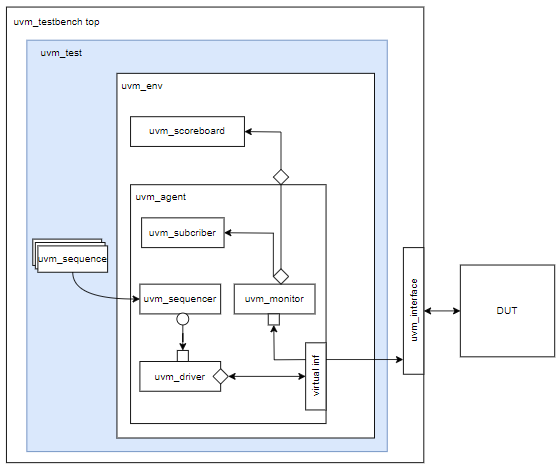 uvm_testbench top
uvm_test
uvm_env
uvm_scoreboard
uvm_agent
uvm_subcriber
uvm_sequence
uvm_sequencer
uvm_monitor
uvm_driver
virtual inf
uvm_interface
DUT